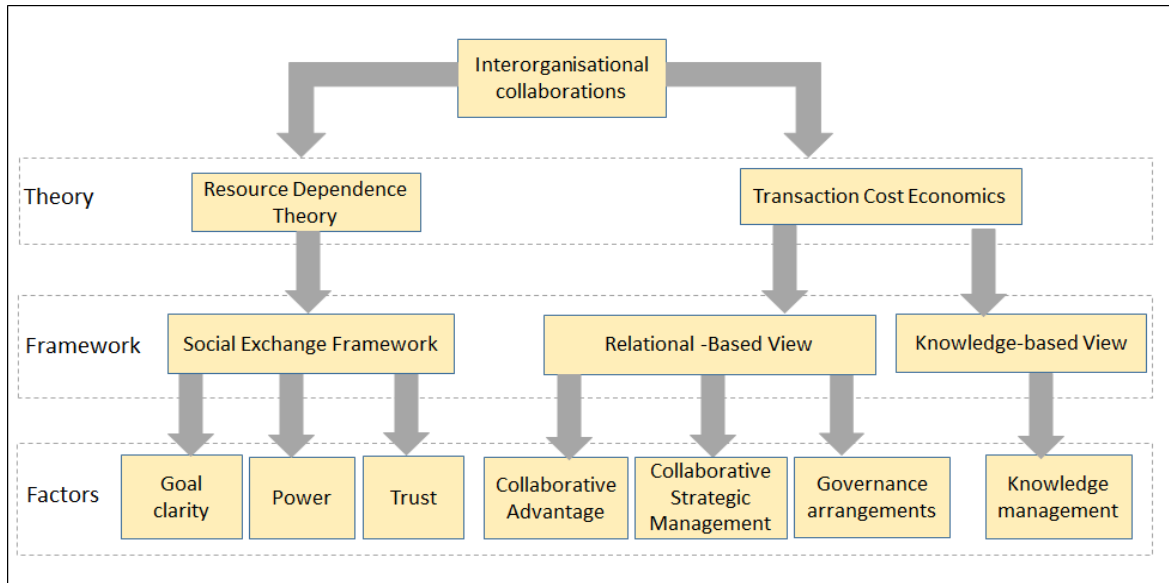 Interorganisational
collaborations
Theory
Resource Dependence
Theory
Transaction Cost Economics
Framework
Social Exchange Framework
Relational -Based View
Knowledge-based View
Factors
Goal
clarity
Power
Trust
Collaborative
Advantage
Collaborative
Strategic
Management
Governance
arrangements
Knowledge
management